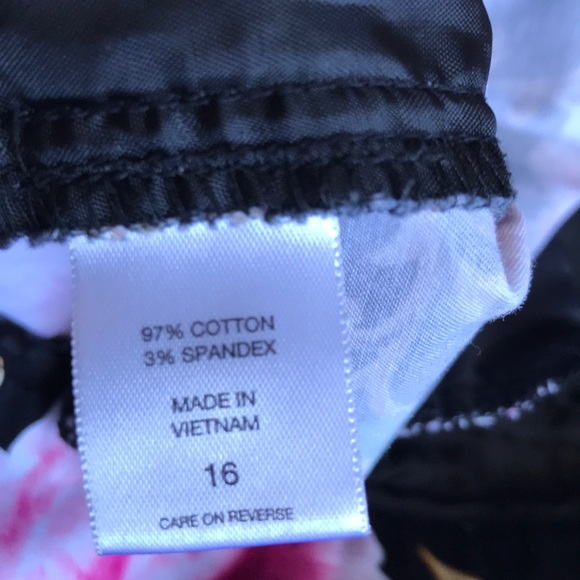 97% COTTON
3% SPANDEX
MADE IN
VIETNAM
16
CARE ON REVERSE